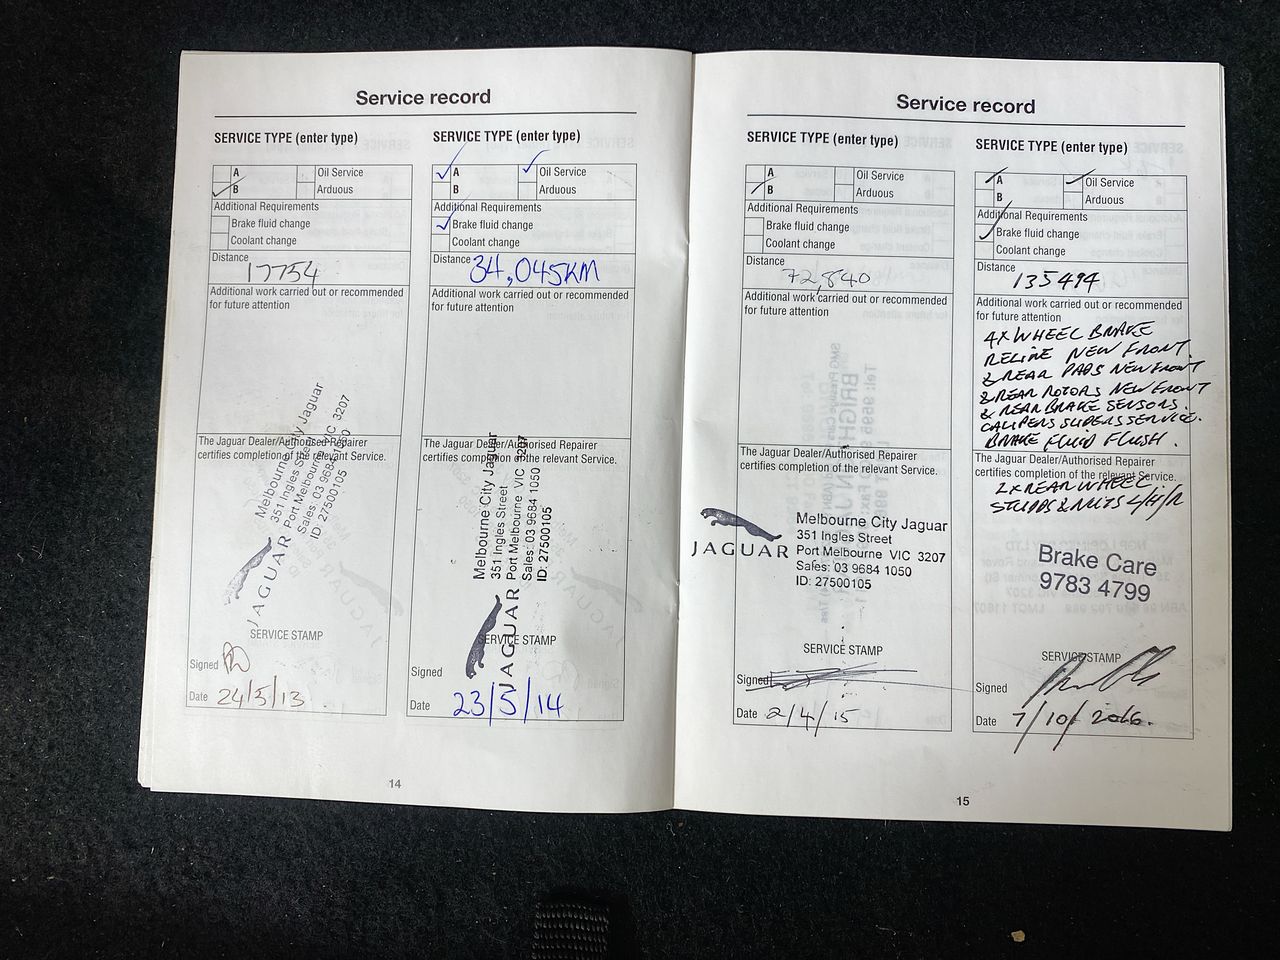 Service record
SERVICE TYPE (enter type)
A
B
Oil Service
Arduous
Additional Requirements
Brake fluid change
Coolant change
Distance
17754
Additional work carried out or recommended
for future attention
The Jaguar Dealer/Authorised Repairer
certifies completion of the relevant Service.
Melbourne City Jaguar
351 Ingles Street
Port Melbourne VIC 3207
Sales: 03 9684 1050
ID: 27500105
JAGUAR
SERVICE STAMP
Signed
Date 24/5/13
SERVICE TYPE (enter type)
A
B
Oil Service
Arduous
Additional Requirements
Brake fluid change
Coolant change
Distance 34,045KM
Additional work carried out or recommended
for future attention
The Jaguar Dealer/Authorised Repairer
certifies completion of the relevant Service.
Melbourne City Jaguar
351 Ingles Street
Port Melbourne VIC 3207
Sales: 03 9684 1050
ID: 27500105
JAGUAR
SERVICE STAMP
Signed
Date 23/5/14
14
Service record
SERVICE TYPE (enter type)
A
B
Oil Service
Arduous
Additional Requirements
Brake fluid change
Coolant change
Distance
72,840
Additional work carried out or recommended
for future attention
The Jaguar Dealer/Authorised Repairer
certifies completion of the relevant Service.
JAGUAR
Melbourne City Jaguar
351 Ingles Street
Port Melbourne VIC 3207
Sales: 03 9684 1050
ID: 27500105
SERVICE STAMP
Signed
Date 2/4/15
SERVICE TYPE (enter type)
A
B
Oil Service
Arduous
Additional Requirements
Brake fluid change
Coolant change
Distance
135494
Additional work carried out or recommended
for future attention
4X WHEEL BRAKE
RELINE NEW FRONT
& REAR PADS NEW FRONT
& REAR ROTORS NEW FRONT
& REAR BRAKE SENSORS.
CALIPERS SLIDERS SERVICE.
BRAKE FLUID FLUSH.
The Jaguar Dealer/Authorised Repairer
certifies completion of the relevant Service.
2X REAR WHEEL
STUDS & NUTS L/H/R
Brake Care
9783 4799
SERVICE STAMP
Signed
Date 7/10/2016.
15